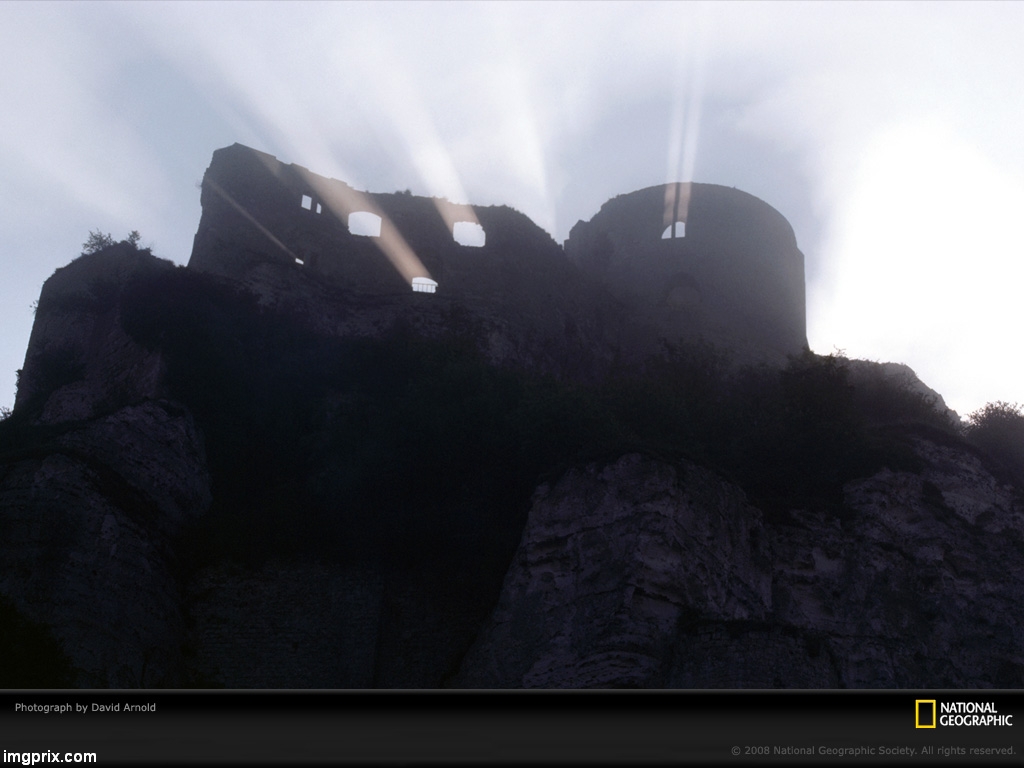 Photograph by David Arnold
NATIONAL
GEOGRAPHIC
© 2008 National Geographic Society. All rights reserved.
imgprix.com